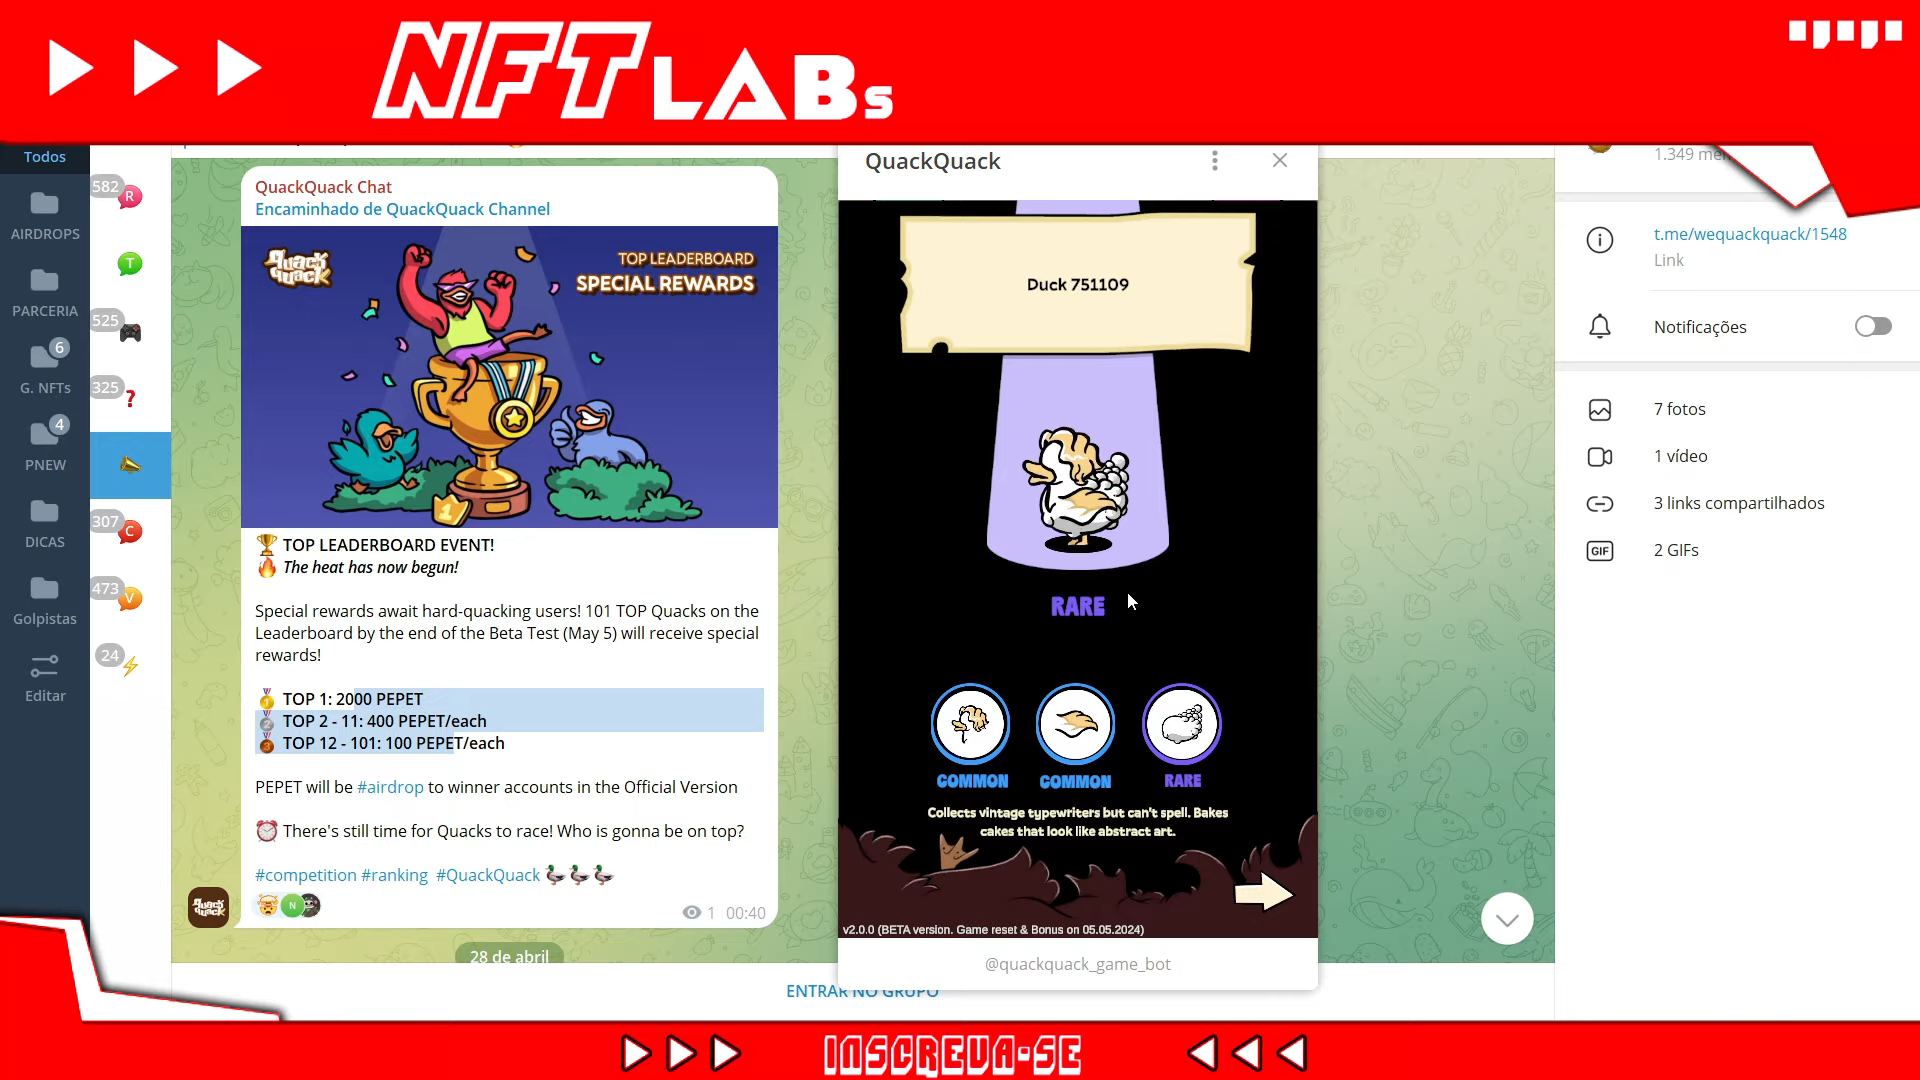 NFT LABs
Todos
AIRDROPS
PARCERIA
6
G. NFTs
4
PNEW
DICAS
Golpistas
Editar
582
R
T
525
325
?
307
C
473
V
24
QuackQuack Chat
Encaminhado de QuackQuack Channel
quack quack
TOP LEADERBOARD
SPECIAL REWARDS
1
🏆 TOP LEADERBOARD EVENT!
🔥 The heat has now begun!
Special rewards await hard-quacking users! 101 TOP Quacks on the
Leaderboard by the end of the Beta Test (May 5) will receive special
rewards!
🥇 TOP 1: 2000 PEPET
🥈 TOP 2 - 11: 400 PEPET/each
🥉 TOP 12 - 101: 100 PEPET/each
PEPET will be #airdrop to winner accounts in the Official Version
⏰ There's still time for Quacks to race! Who is gonna be on top?
#competition #ranking #QuackQuack 🦆🦆🦆
N
1 00:40
quack quack
28 de abril
ENTRAR NO GRUPO
QuackQuack
Duck 751109
RARE
COMMON
COMMON
RARE
Collects vintage typewriters but can't spell. Bakes
cakes that look like abstract art.
v2.0.0 (BETA version. Game reset & Bonus on 05.05.2024)
@quackquack_game_bot
1.349
t.me/wequackquack/1548
Link
Notificações
7 fotos
1 vídeo
3 links compartilhados
GIF
2 GIFs
INSCREVA-SE